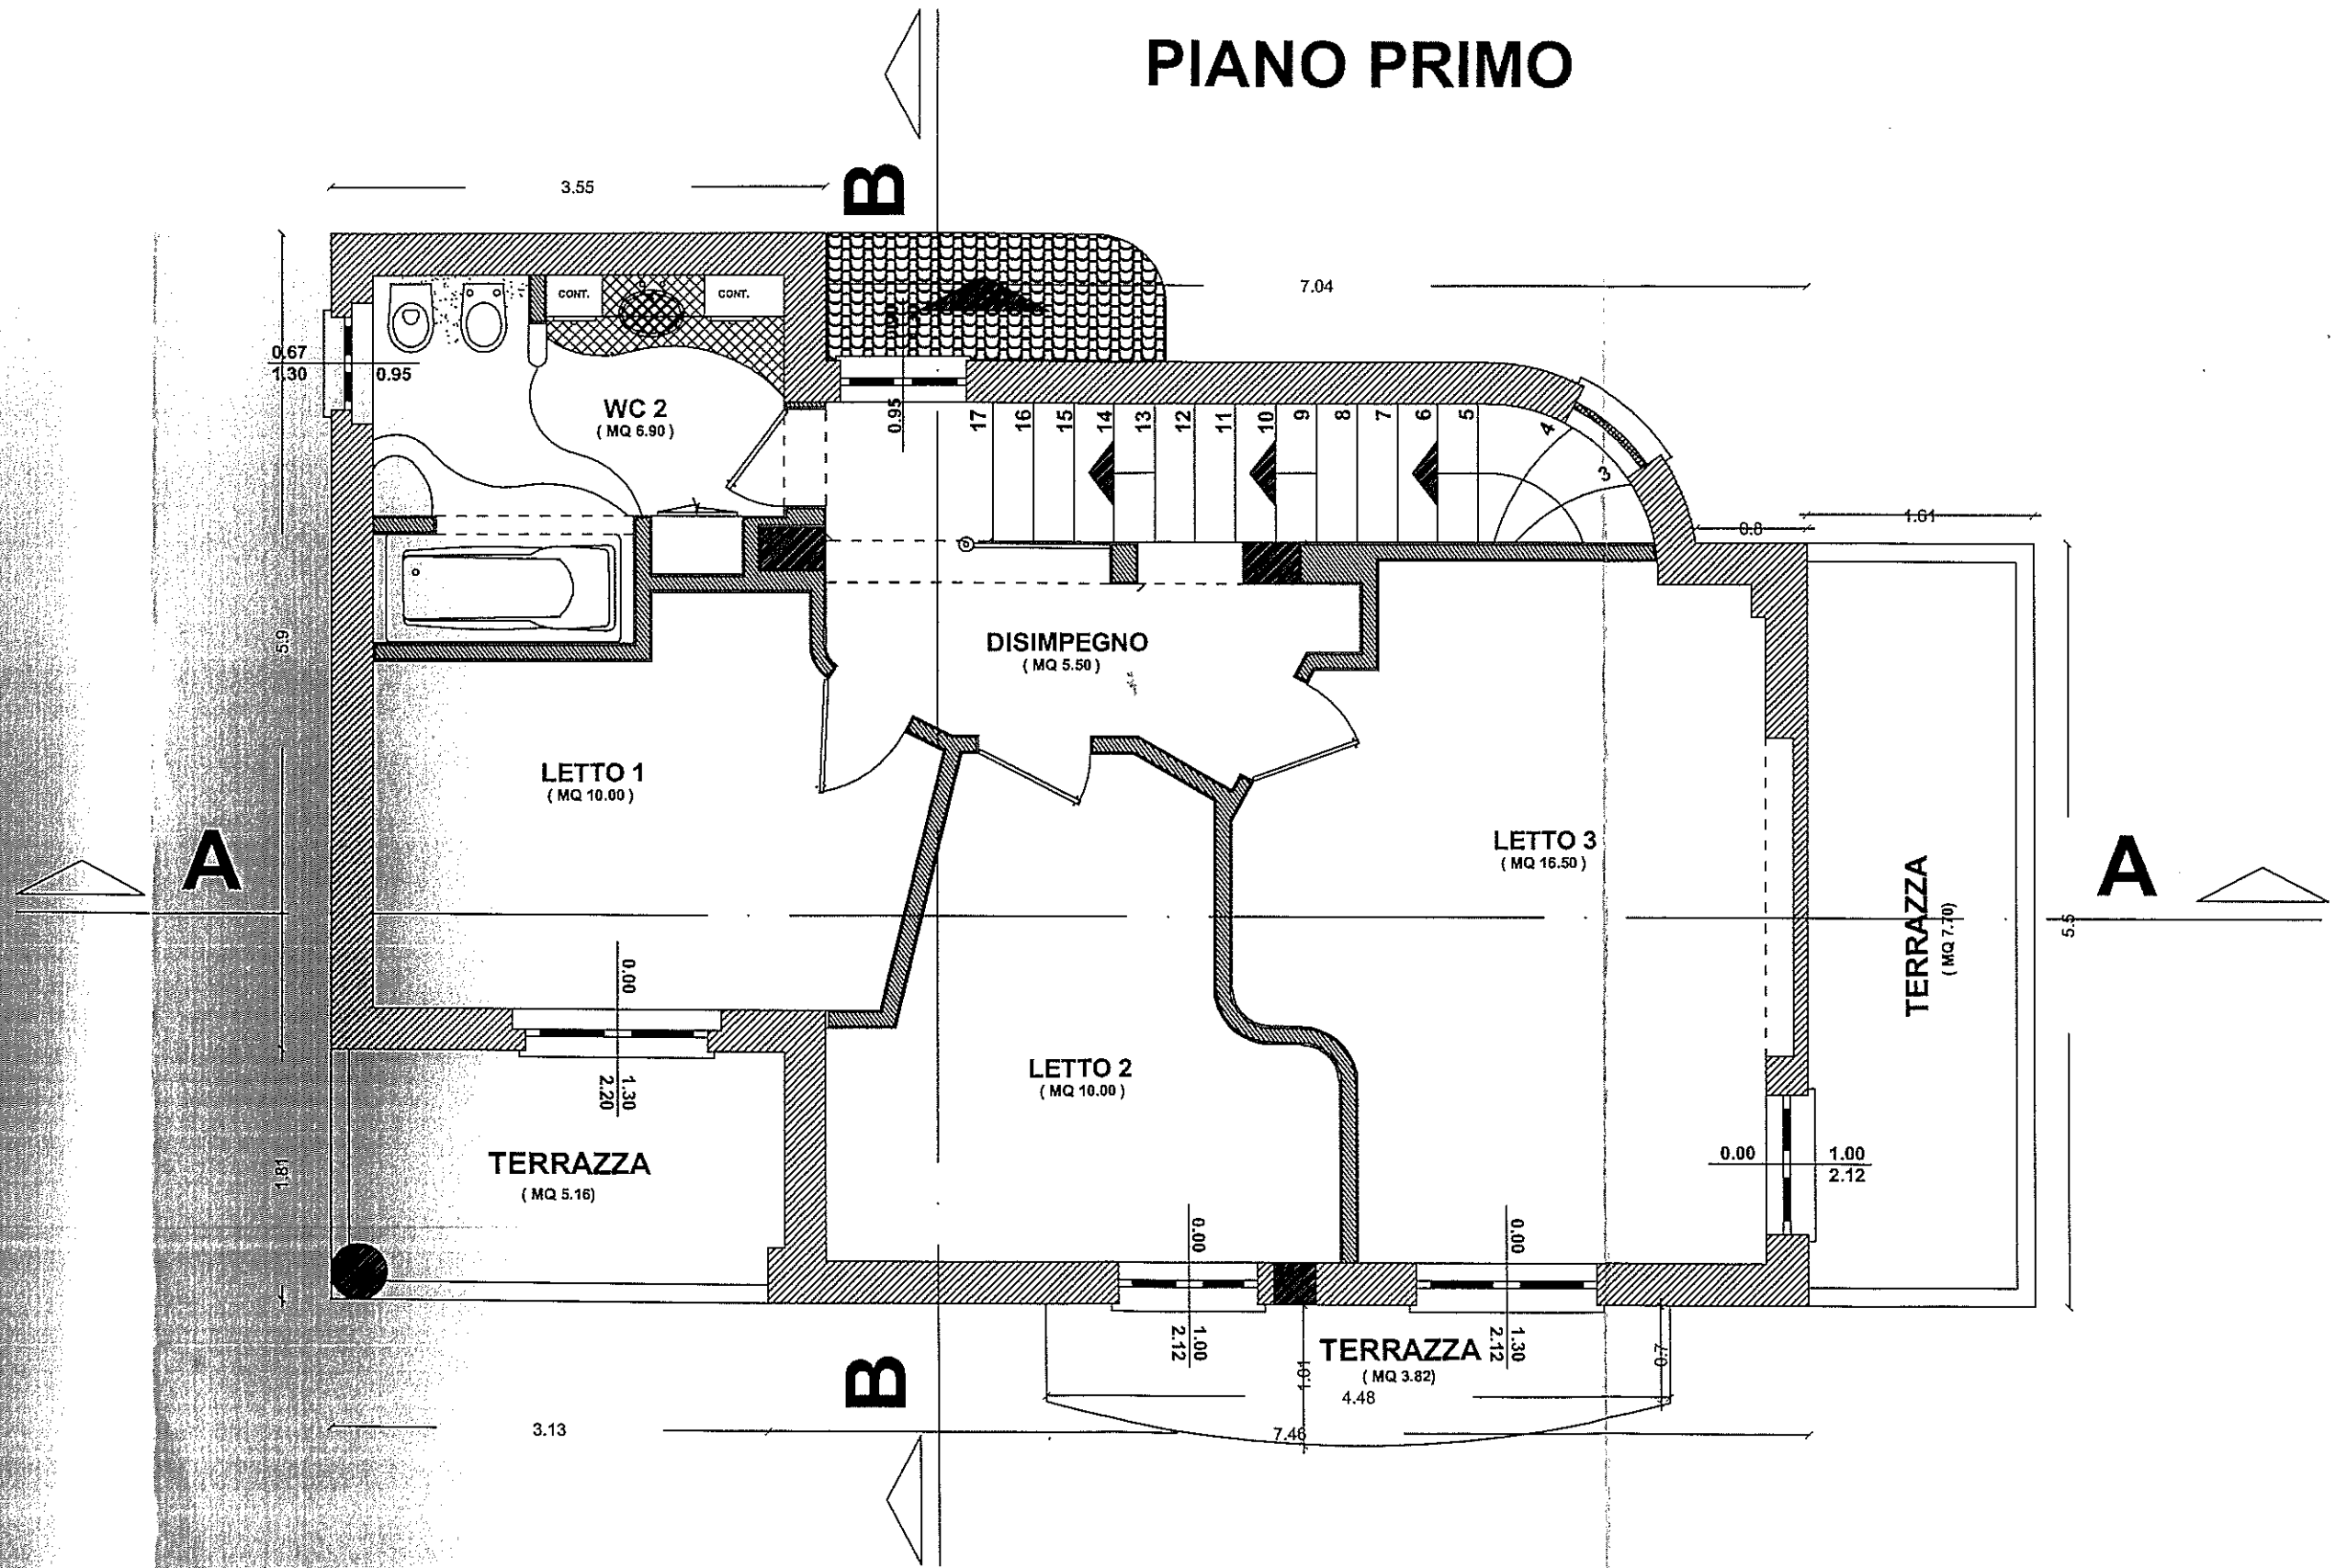 PIANO PRIMO
B
3.55
7.04
CONT.
CONT.
0.67
1.30
0.95
WC 2
( MQ 6.90 )
0.95
17
16
15
14
13
12
11
10
9
8
7
6
5
4
3
0.8
1.61
5.9
DISIMPEGNO
( MQ 5.50 )
LETTO 1
( MQ 10.00 )
LETTO 3
( MQ 16.50 )
A
A
TERRAZZA
( MQ 7.70)
5.5
0.00
1.30
2.20
LETTO 2
( MQ 10.00 )
TERRAZZA
( MQ 5.16)
1.81
0.00
1.00
2.12
0.00
1.00
2.12
0.00
1.30
2.12
TERRAZZA
( MQ 3.82)
1.01
0.7
4.48
B
3.13
7.46